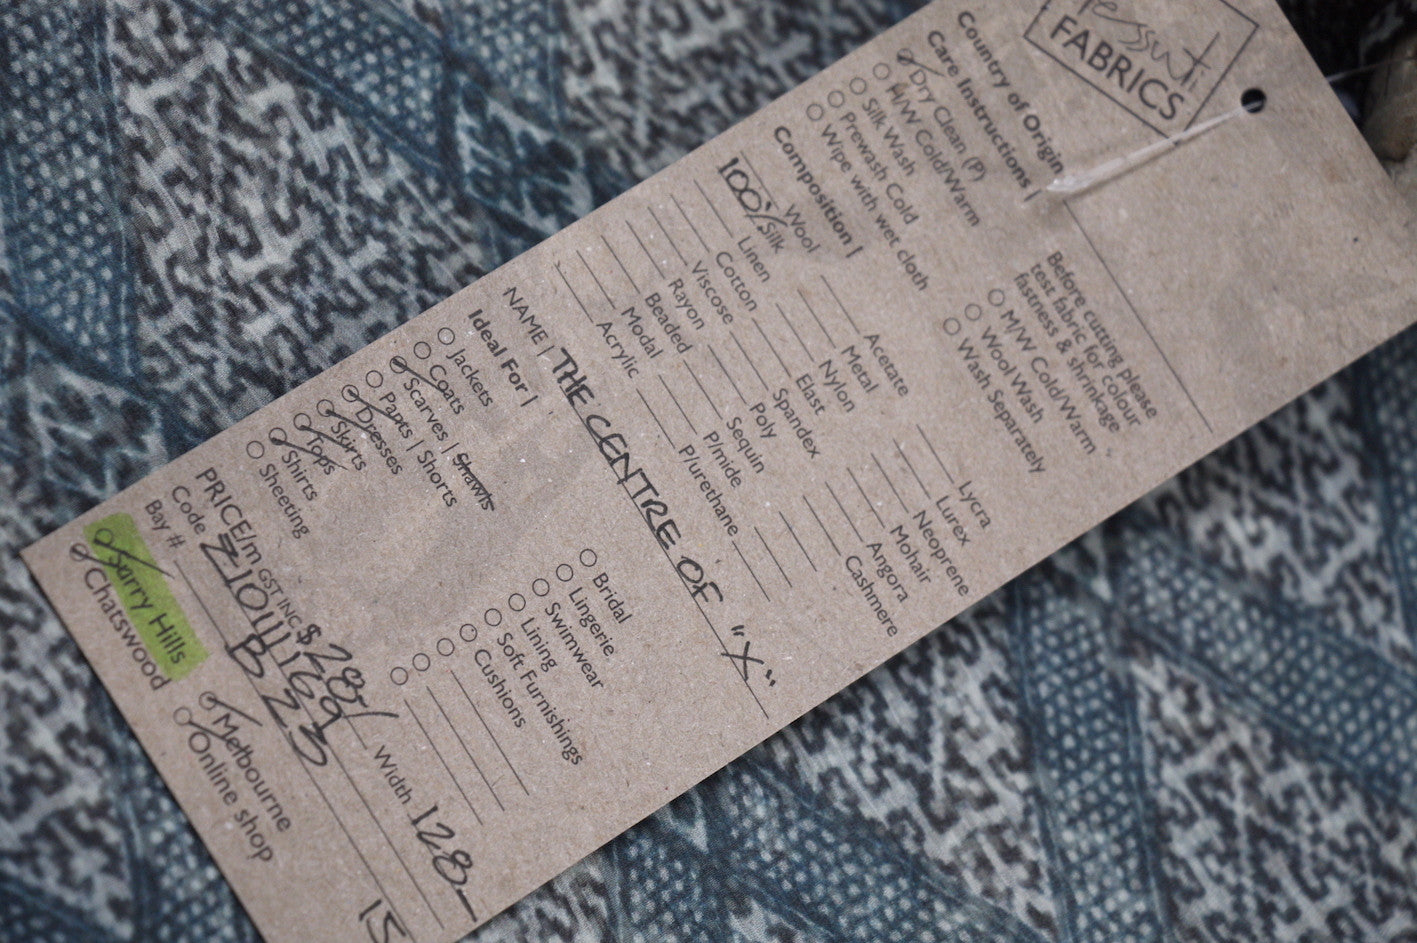 essuti
FABRICS
Country of Origin
Care Instructions |
Dry Clean (P)
H/W Cold/Warm
Silk Wash
Prewash Cold
Wipe with wet cloth
Before cutting please
test fabric for colour
fastness & shrinkage
M/W Cold/Warm
Wool Wash
Wash Separately
Composition |
Wool
100% Silk
Linen
Cotton
Viscose
Rayon
Beaded
Modal
Acrylic
Acetate
Metal
Nylon
Elast
Spandex
Poly
Sequin
P/mide
P/urethane
Lycra
Lurex
Neoprene
Mohair
Angora
Cashmere
NAME | THE CENTRE OF "X"
Ideal For |
Jackets
Coats
Scarves | Shawls
Pants | Shorts
Dresses
Skirts
Tops
Shirts
Sheeting
Bridal
Lingerie
Swimwear
Lining
Soft Furnishings
Cushions
PRICE/m GST INC $28 Width 128
Code Z10111169
Bay # B 23
Surry Hills
Chatswood
Melbourne
Online shop
15